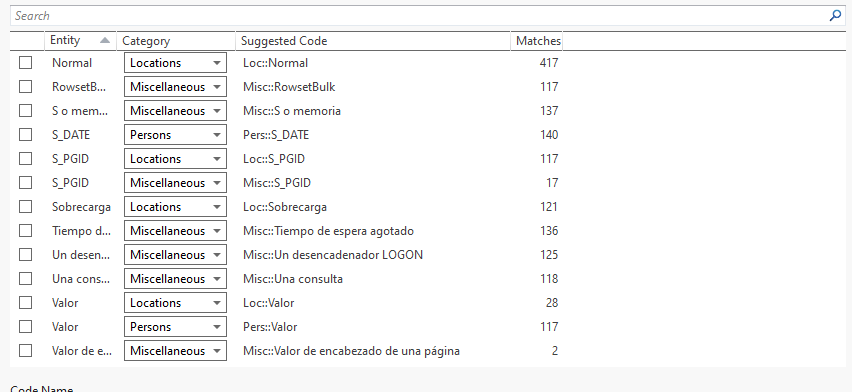 Search
Entity Category Suggested Code Matches
Normal Locations Loc::Normal 417
RowsetB... Miscellaneous Misc::RowsetBulk 117
S o mem... Miscellaneous Misc::S o memoria 137
S_DATE Persons Pers::S_DATE 140
S_PGID Locations Loc::S_PGID 117
S_PGID Miscellaneous Misc::S_PGID 17
Sobrecarga Locations Loc::Sobrecarga 121
Tiempo d... Miscellaneous Misc::Tiempo de espera agotado 136
Un desen... Miscellaneous Misc::Un desencadenador LOGON 125
Una cons... Miscellaneous Misc::Una consulta 118
Valor Locations Loc::Valor 28
Valor Persons Pers::Valor 117
Valor de e... Miscellaneous Misc::Valor de encabezado de una página 2
Code Name